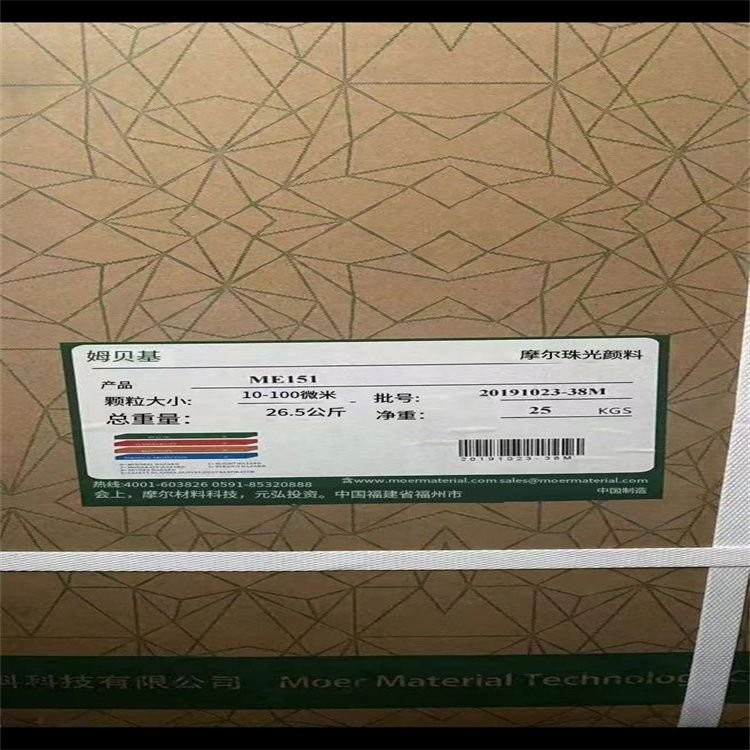 姆贝基 摩尔珠光颜料
产品 ME151
颗粒大小: 10-100微米 - 批号: 20191023-38M
总重量: 26.5公斤 净重: 25 KGS
20191023-38M
热线:4001-603826 0591-85320888 含www.moermaterial.com sales@moermaterial.com
会上，摩尔材料科技，元弘投资。中国福建省福州市 中国制造
料科技有限公司 Moer Material Technology